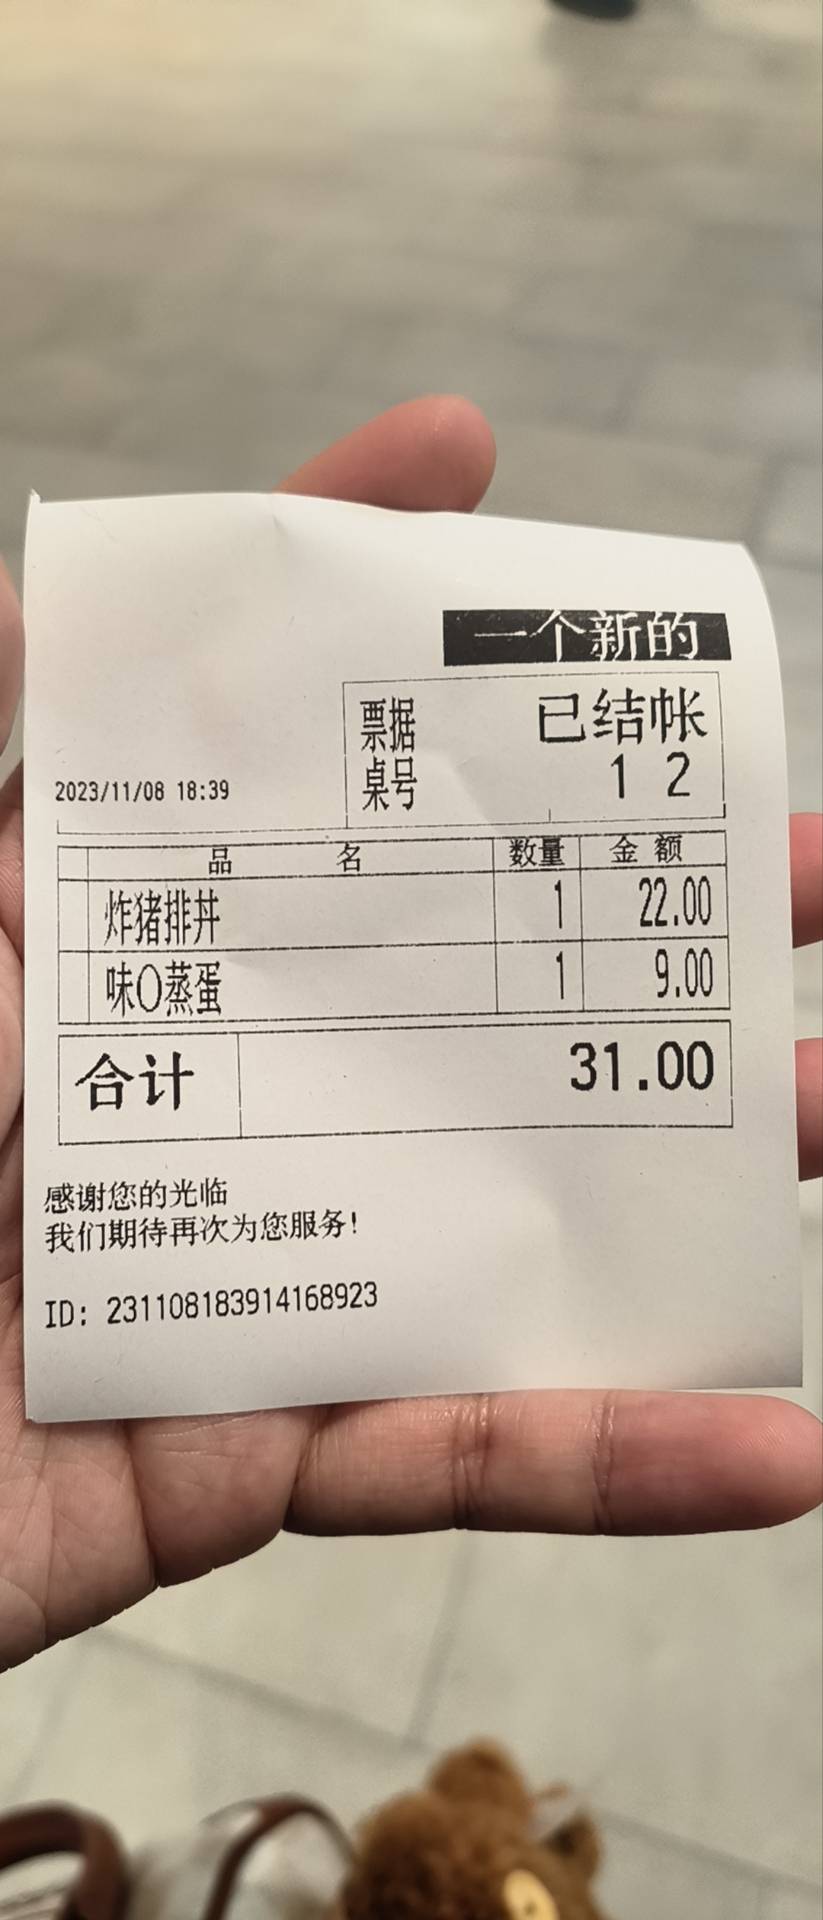 一个新的
票据 已结帐
桌号 12
2023/11/08 18:39
品名 数量 金额
炸猪排丼 1 22.00
味〇蒸蛋 1 9.00
合计 31.00
感谢您的光临
我们期待再次为您服务!
ID: 231108183914168923